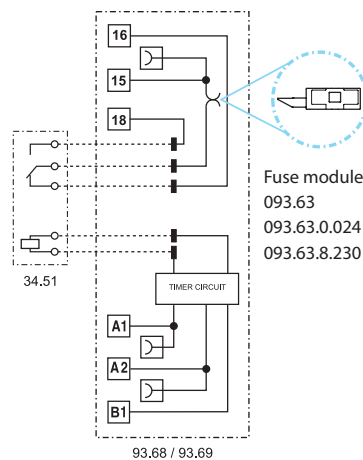 16
15
18
Fuse module
093.63
093.63.0.024
093.63.8.230
34.51
TIMER CIRCUIT
A1
A2
B1
93.68 / 93.69